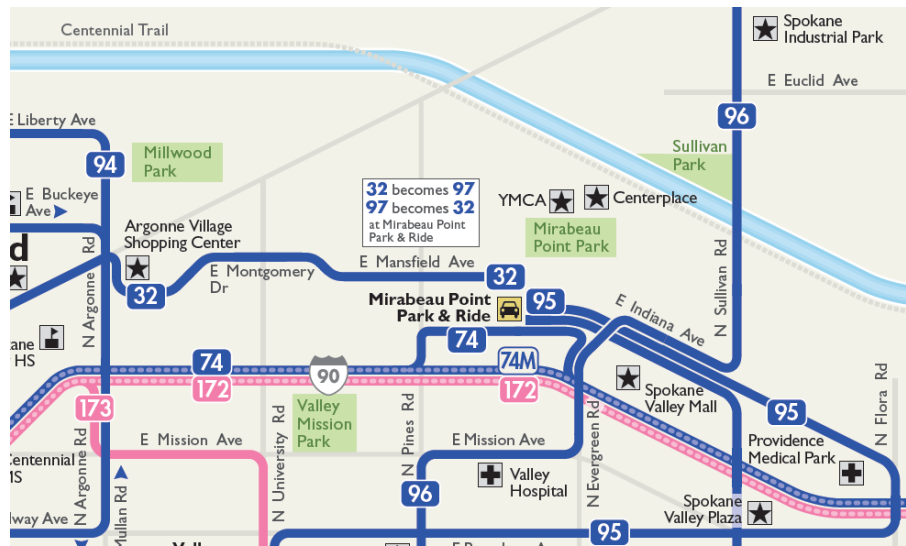 Centennial Trail
Spokane
Industrial Park
E Euclid Ave
96
E Liberty Ave
94
Millwood
Park
Sullivan
Park
E Buckeye
Ave
32 becomes 97
97 becomes 32
at Mirabeau Point
Park & Ride
YMCA
Centerplace
Argonne Village
Shopping Center
Mirabeau
Point Park
d
N Argonne Rd
32
E Montgomery
Dr
E Mansfield Ave
32
N Sullivan Rd
Mirabeau Point
Park & Ride
95
E Indiana Ave
74
ane
HS
74
172
90
74M
172
Spokane
Valley Mall
N Flora Rd
173
Valley
Mission
Park
95
N Argonne Rd
E Mission Ave
N University Rd
N Pines Rd
E Mission Ave
N Evergreen Rd
Providence
Medical Park
Centennial
MS
Mullan Rd
Valley
Hospital
96
Spokane
Valley Plaza
dway Ave
95